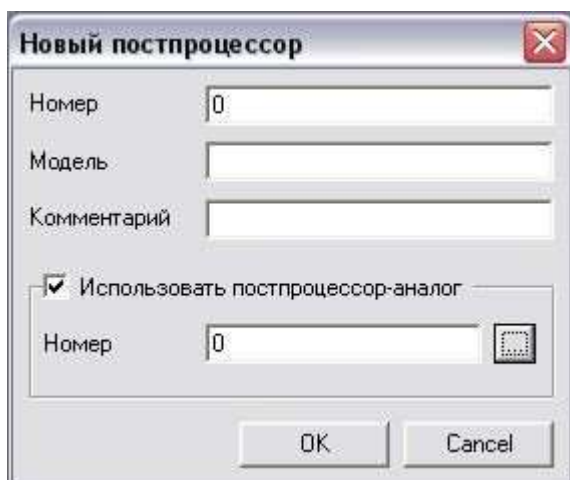 Новый постпроцессор
Номер 0
Модель
Комментарий
Использовать постпроцессор-аналог
Номер 0 ...
OK Cancel